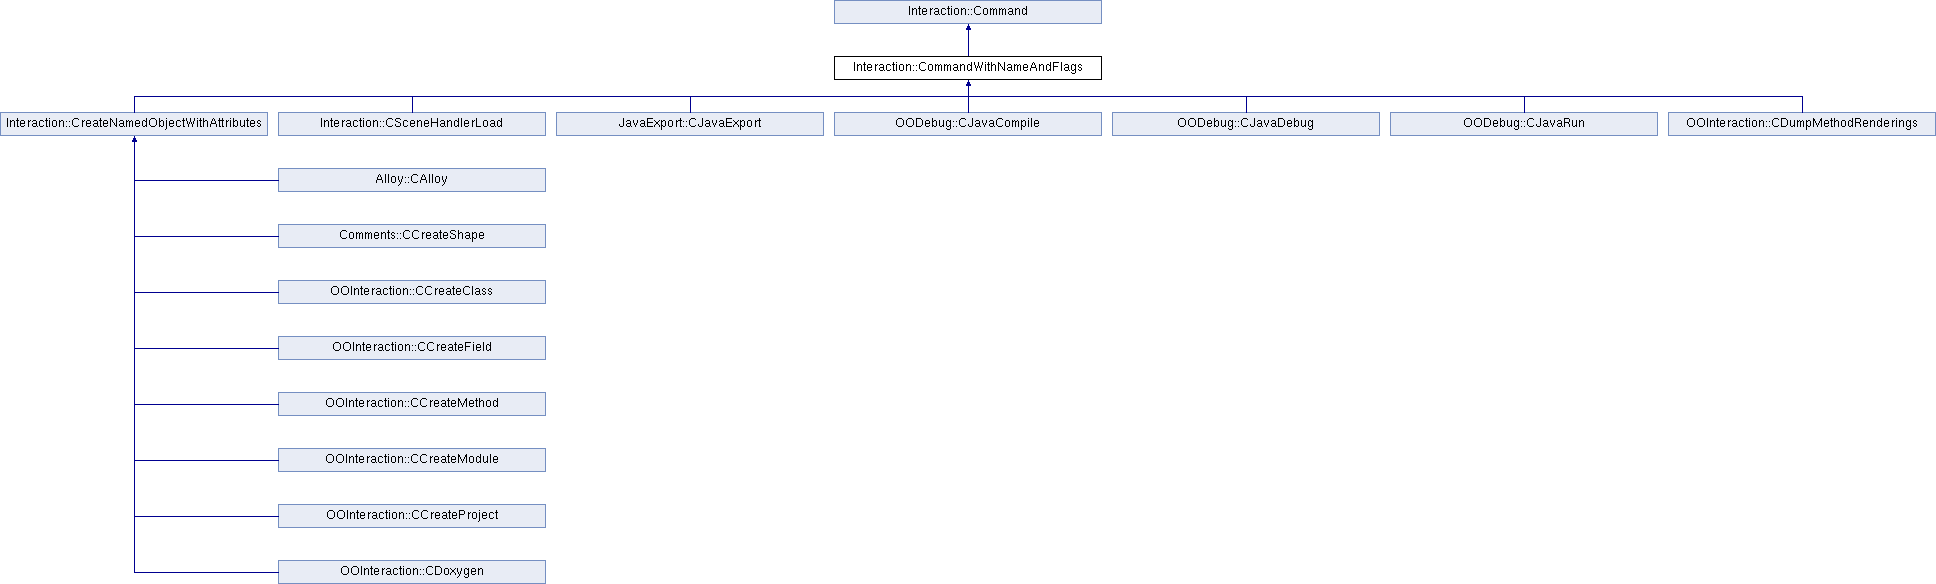 Interaction::Command
Interaction::CommandWithNameAndFlags
Interaction::CreateNamedObjectWithAttributes
Interaction::CSceneHandlerLoad
JavaExport::CJavaExport
OODebug::CJavaCompile
OODebug::CJavaDebug
OODebug::CJavaRun
OOInteraction::CDumpMethodRenderings
Alloy::CAlloy
Comments::CCreateShape
OOInteraction::CCreateClass
OOInteraction::CCreateField
OOInteraction::CCreateMethod
OOInteraction::CCreateModule
OOInteraction::CCreateProject
OOInteraction::CDoxygen